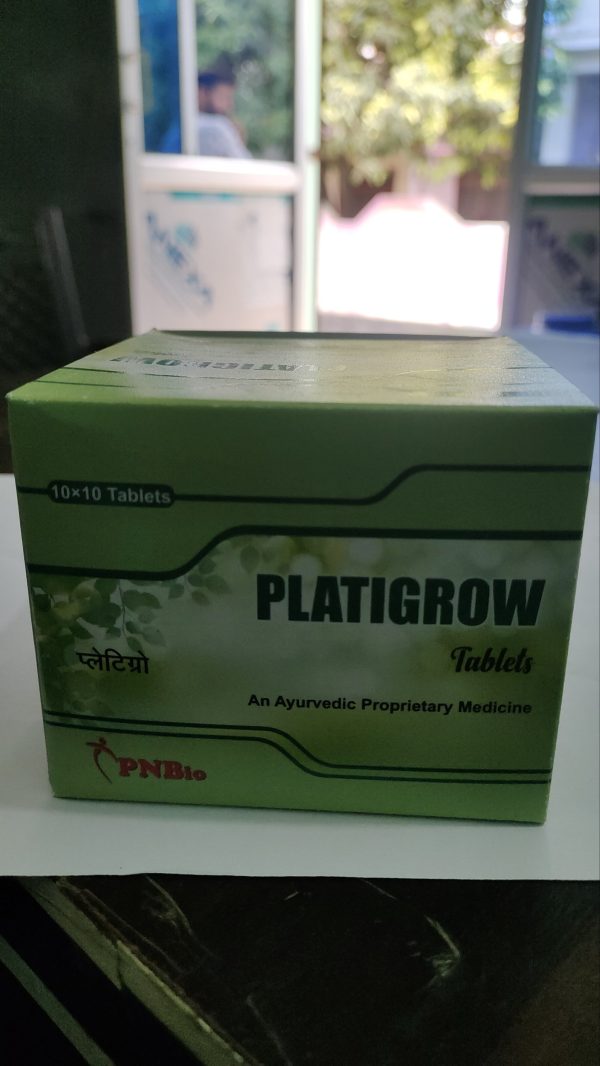 10×10 Tablets
PLATIGROW
Tablets
प्लेटिग्रो
An Ayurvedic Proprietary Medicine
PNBio